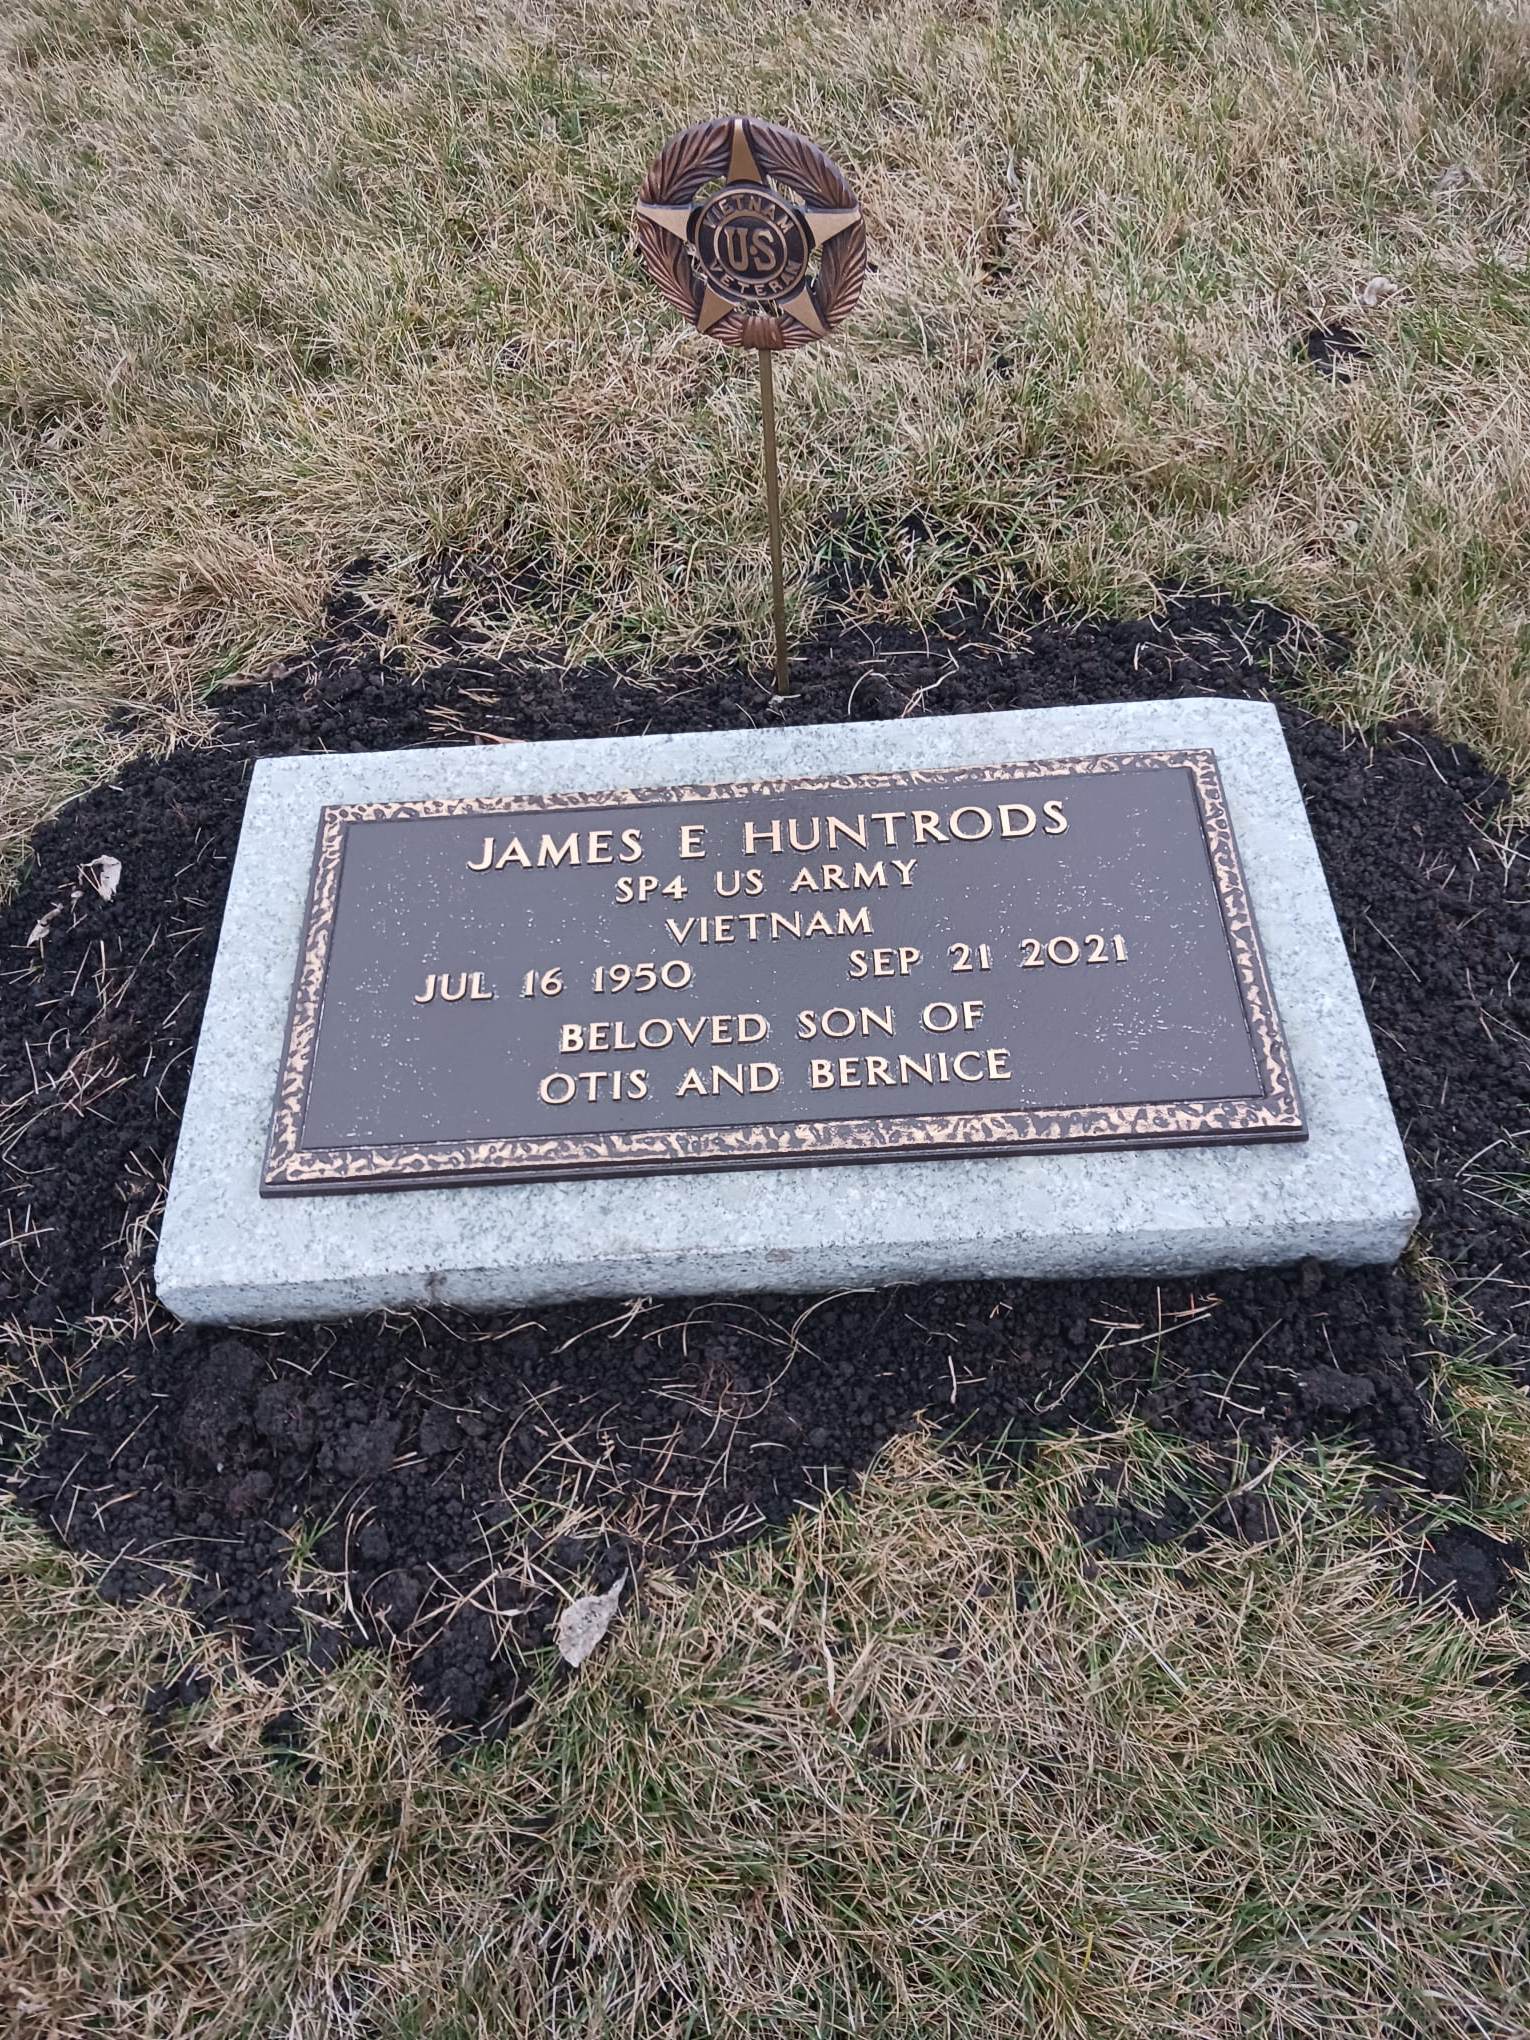 VIETNAM
U.S
VETERAN
JAMES E HUNTRODS
SP4 US ARMY
VIETNAM
JUL 16 1950 SEP 21 2021
BELOVED SON OF
OTIS AND BERNICE